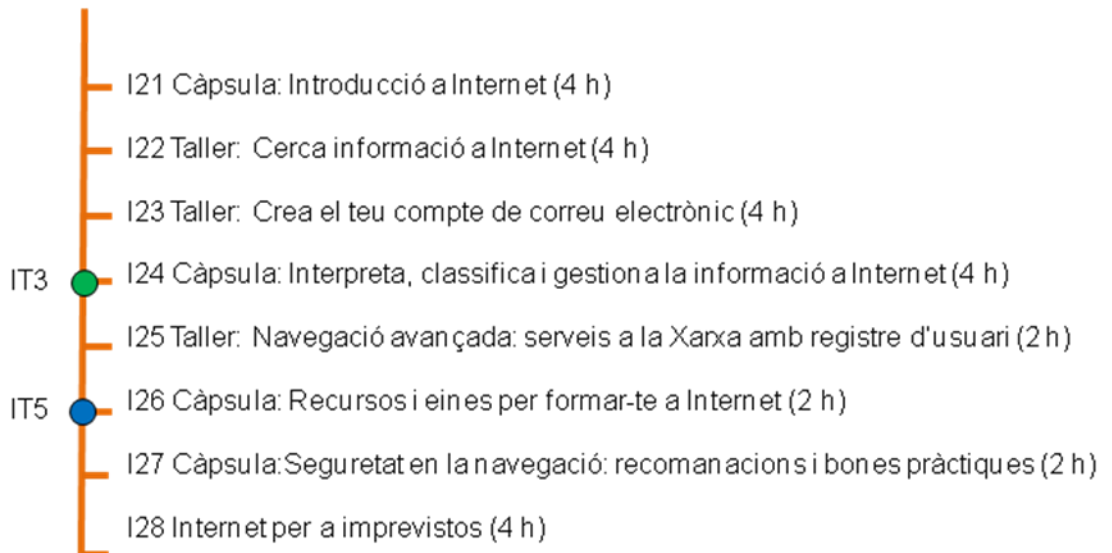 I21 Càpsula: Introducció a Internet (4 h)
I22 Taller: Cerca informació a Internet (4 h)
I23 Taller: Crea el teu compte de correu electrònic (4 h)
IT3 I24 Càpsula: Interpreta, classifica i gestiona la informació a Internet (4 h)
I25 Taller: Navegació avançada: serveis a la Xarxa amb registre d'usuari (2 h)
IT5 I26 Càpsula: Recursos i eines per formar-te a Internet (2 h)
I27 Càpsula:Seguretat en la navegació: recomanacions i bones pràctiques (2 h)
I28 Internet per a imprevistos (4 h)